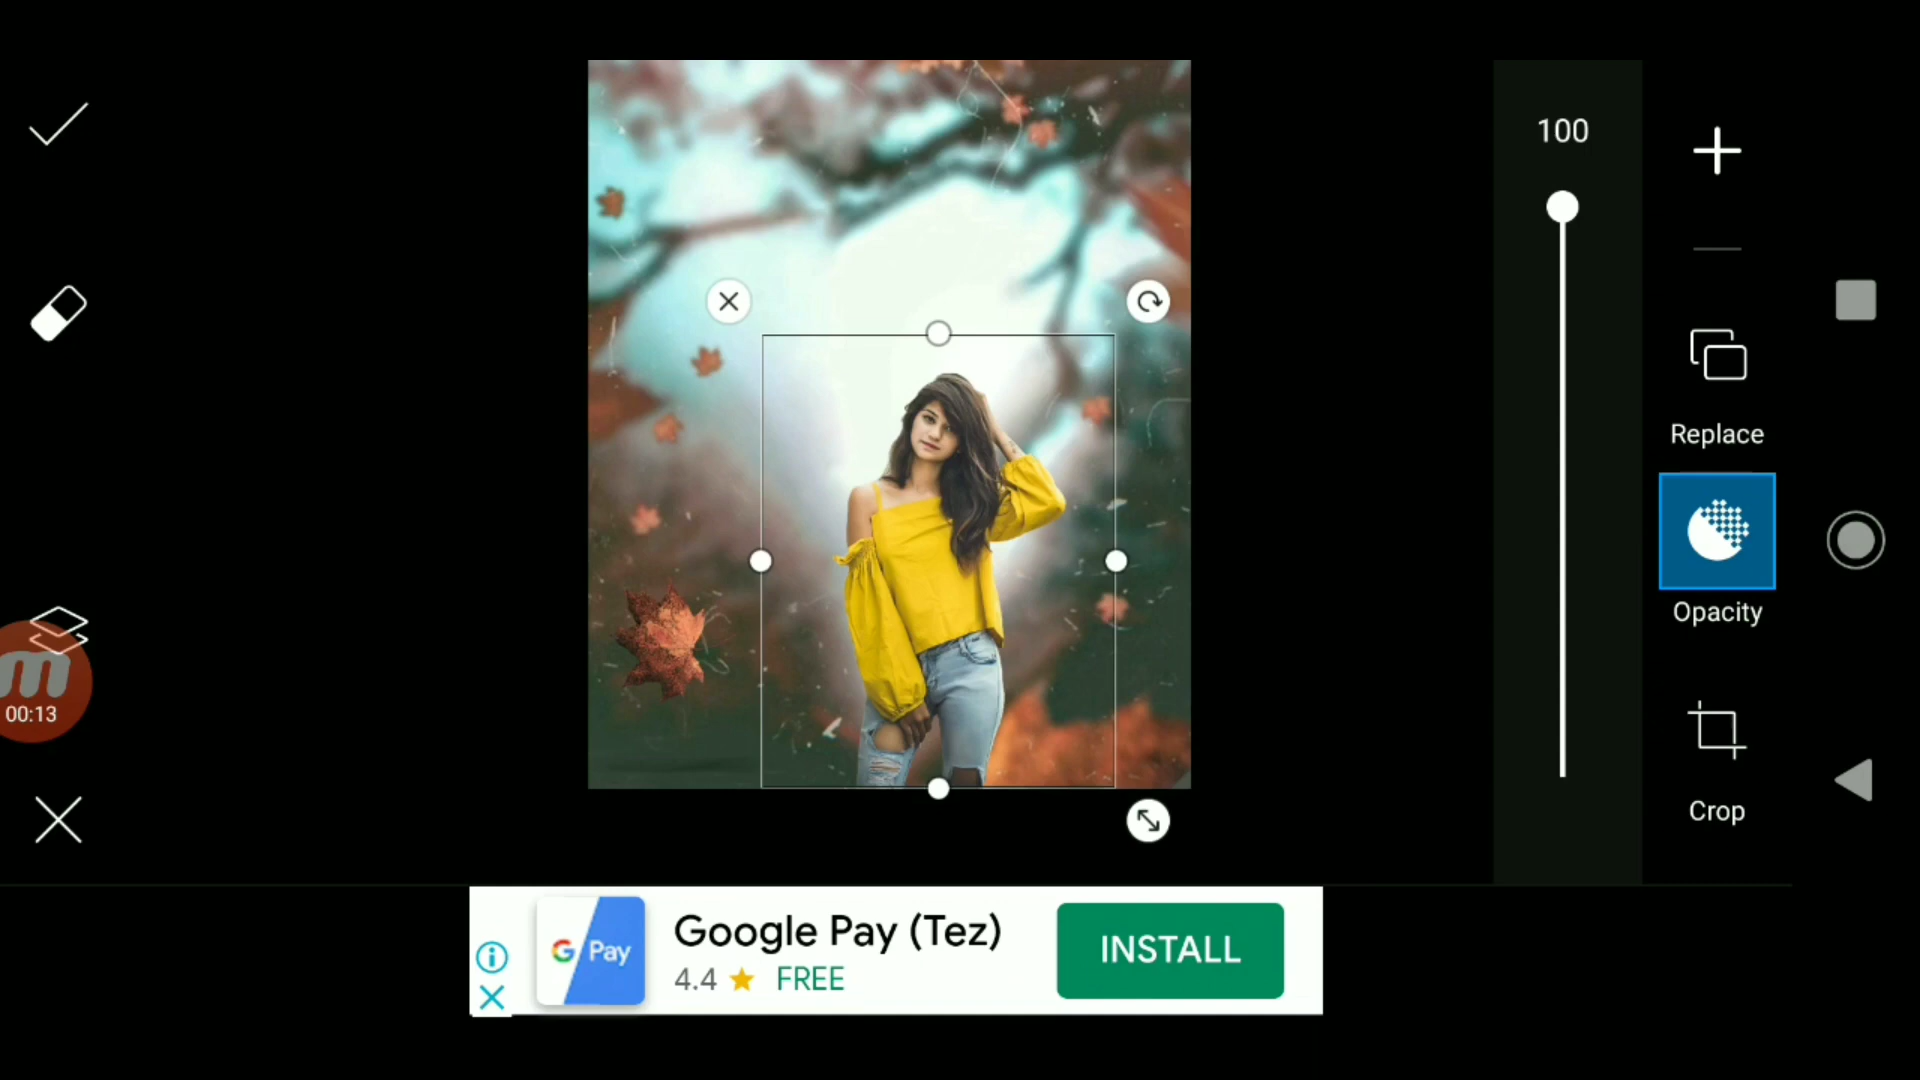 100
Replace
Opacity
Crop
m
00:13
G Pay
Google Pay (Tez)
4.4 ★ FREE
INSTALL